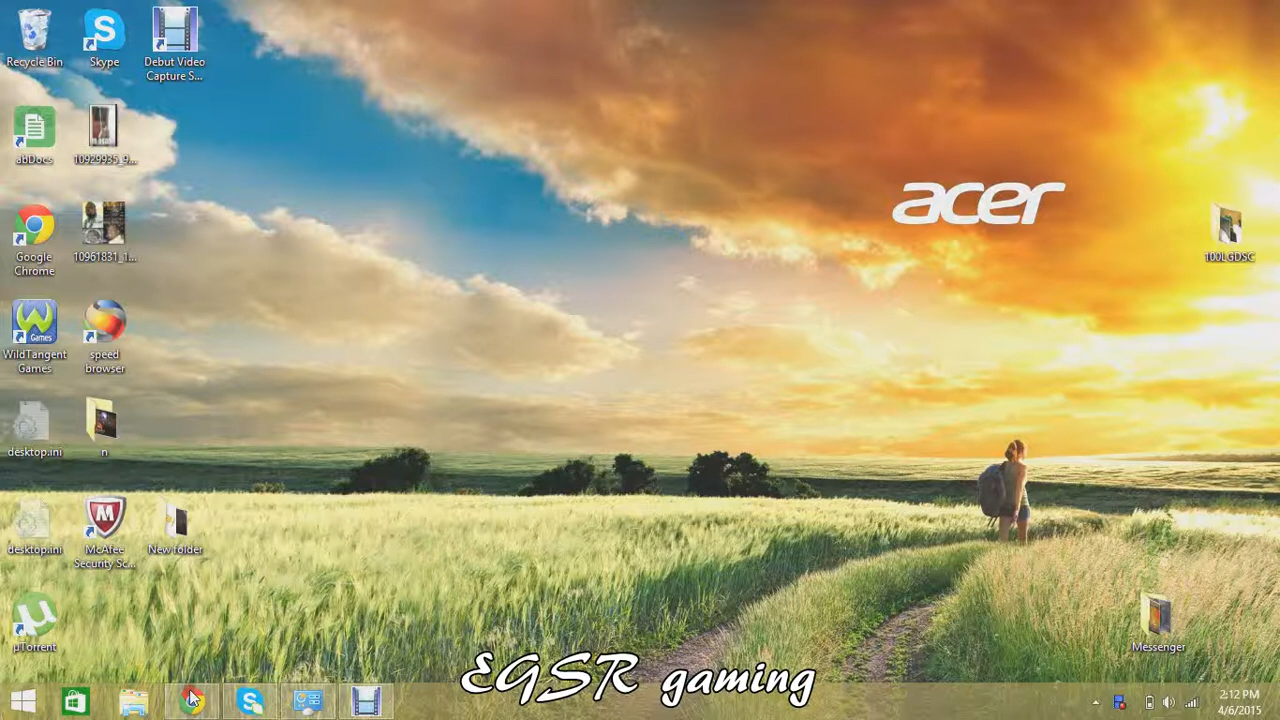 Recycle Bin
Skype
Debut Video
Capture S...
abDocs
10929935_9...
Google
Chrome
10961831_1...
WildTangent
Games
speed
browser
desktop.ini
n
desktop.ini
McAfee
Security Sc...
New folder
µTorrent
acer
100LGDSC
Messenger
EGSR gaming
2:12 PM
4/6/2015